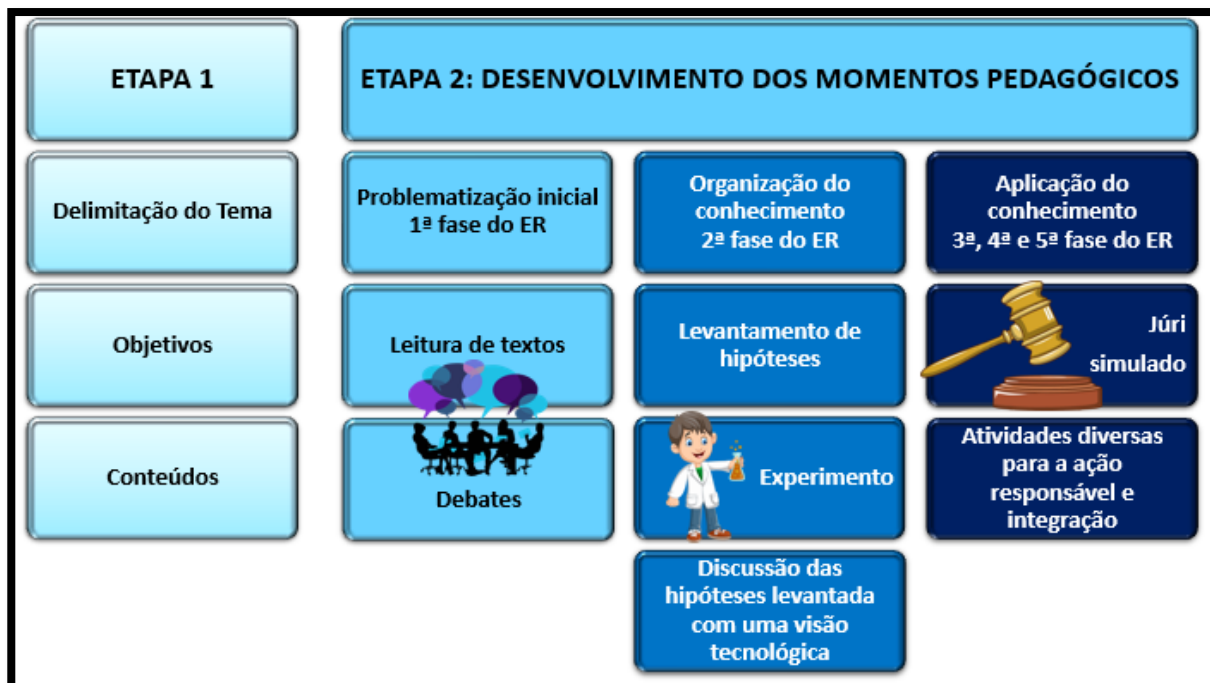 ETAPA 1
ETAPA 2: DESENVOLVIMENTO DOS MOMENTOS PEDAGÓGICOS
Delimitação do Tema
Problematização inicial
1ª fase do ER
Organização do
conhecimento
2ª fase do ER
Aplicação do
conhecimento
3ª, 4ª e 5ª fase do ER
Objetivos
Leitura de textos
Levantamento de
hipóteses
Júri
simulado
Conteúdos
Debates
Experimento
Atividades diversas
para a ação
responsável e
integração
Discussão das
hipóteses levantada
com uma visão
tecnológica